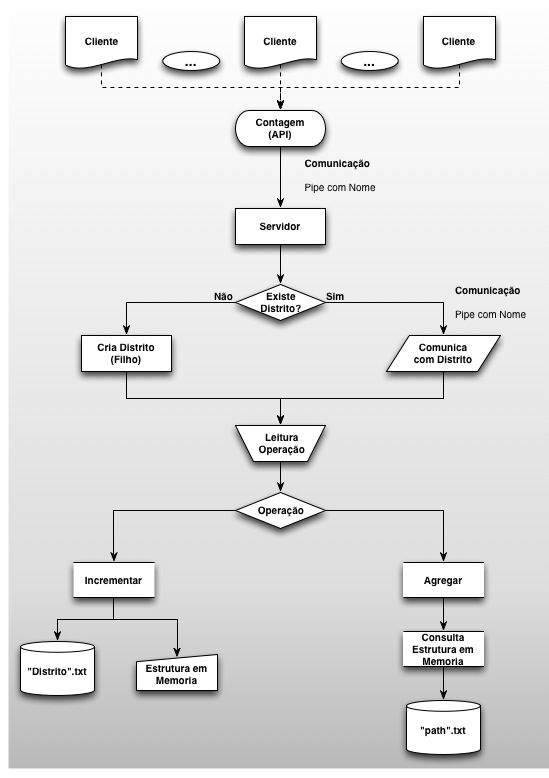 Cliente
...
Cliente
...
Cliente
Contagem
(API)
Comunicação
Pipe com Nome
Servidor
Existe
Distrito?
Não
Sim
Comunicação
Pipe com Nome
Cria Distrito
(Filho)
Comunica
com Distrito
Leitura
Operação
Operação
Incrementar
Agregar
"Distrito".txt
Estrutura em
Memoria
Consulta
Estrutura em
Memoria
"path".txt